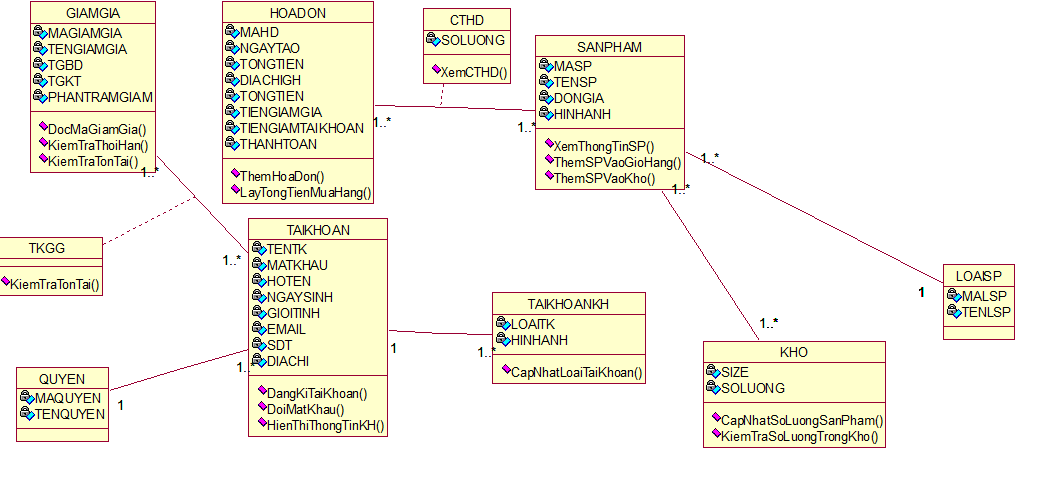 GIAMGIA
MAGIAMGIA
TENGIAMGIA
TGBD
TGKT
PHANTRAMGIAM
DocMaGiamGia()
KiemTraThoiHan()
KiemTraTonTai()
1..*
HOADON
MAHD
NGAYTAO
TONGTIEN
DIACHIGH
TONGTIEN
TIENGIAMGIA
TIENGIAMTAIKHOAN
THANHTOAN
ThemHoaDon()
LayTongTienMuaHang()
1..*
CTHD
SOLUONG
XemCTHD()
1..*
SANPHAM
MASP
TENSP
DONGIA
HINHANH
XemThongTinSP()
ThemSPVaoGioHang()
ThemSPVaoKho()
1..*
1..*
TKGG
KiemTraTonTai()
1..*
TAIKHOAN
TENTK
MATKHAU
HOTEN
NGAYSINH
GIOITINH
EMAIL
SDT
DIACHI
DangKiTaiKhoan()
DoiMatKhau()
HienThiThongTinKH()
1..*
1
TAIKHOANKH
LOAITK
HINHANH
CapNhatLoaiTaiKhoan()
1..*
LOAISP
MALSP
TENLSP
1
QUYEN
MAQUYEN
TENQUYEN
1
1..*
KHO
SIZE
SOLUONG
CapNhatSoLuongSanPham()
KiemTraSoLuongTrongKho()